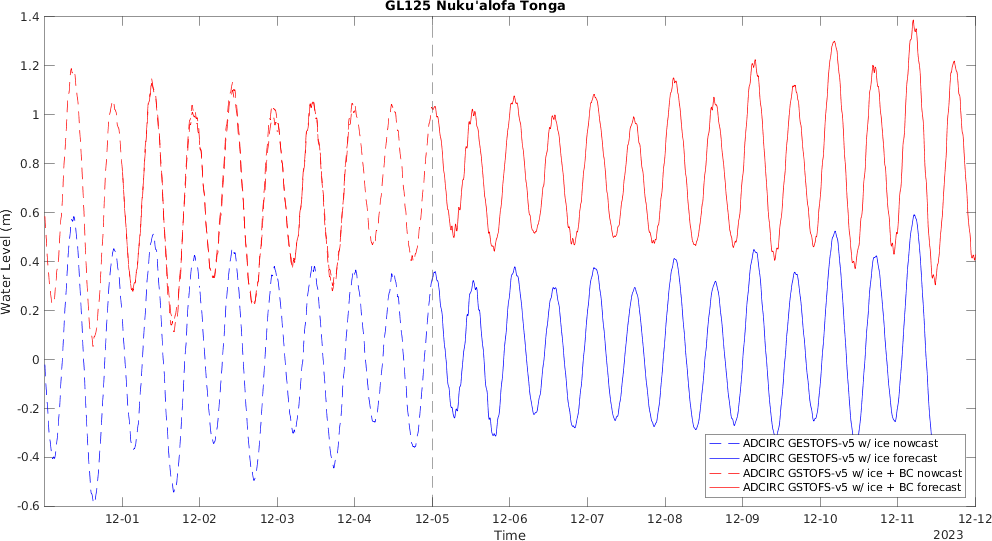 GL125 Nuku'alofa Tonga
Water Level (m)
1.4
1.2
1
0.8
0.6
0.4
0.2
0
-0.2
-0.4
-0.6
ADCIRC GESTOFS-v5 w/ ice nowcast
ADCIRC GESTOFS-v5 w/ ice forecast
ADCIRC GSTOFS-v5 w/ ice + BC nowcast
ADCIRC GSTOFS-v5 w/ ice + BC forecast
12-01 12-02 12-03 12-04 12-05 12-06 12-07 12-08 12-09 12-10 12-11 12-12
Time
2023